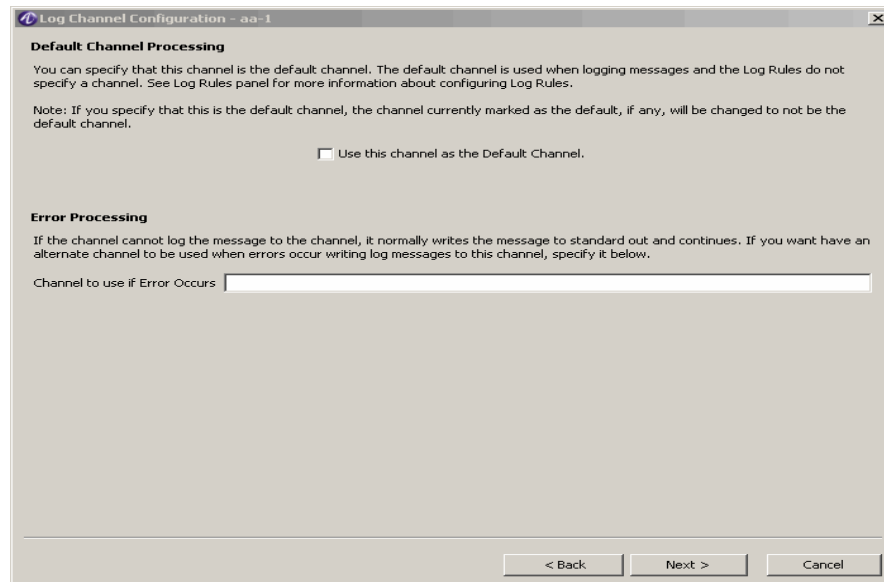 Log Channel Configuration - aa-1
Default Channel Processing
You can specify that this channel is the default channel. The default channel is used when logging messages and the Log Rules do not
specify a channel. See Log Rules panel for more information about configuring Log Rules.
Note: If you specify that this is the default channel, the channel currently marked as the default, if any, will be changed to not be the
default channel.
Use this channel as the Default Channel.
Error Processing
If the channel cannot log the message to the channel, it normally writes the message to standard out and continues. If you want have an
alternate channel to be used when errors occur writing log messages to this channel, specify it below.
Channel to use if Error Occurs
< Back
Next >
Cancel